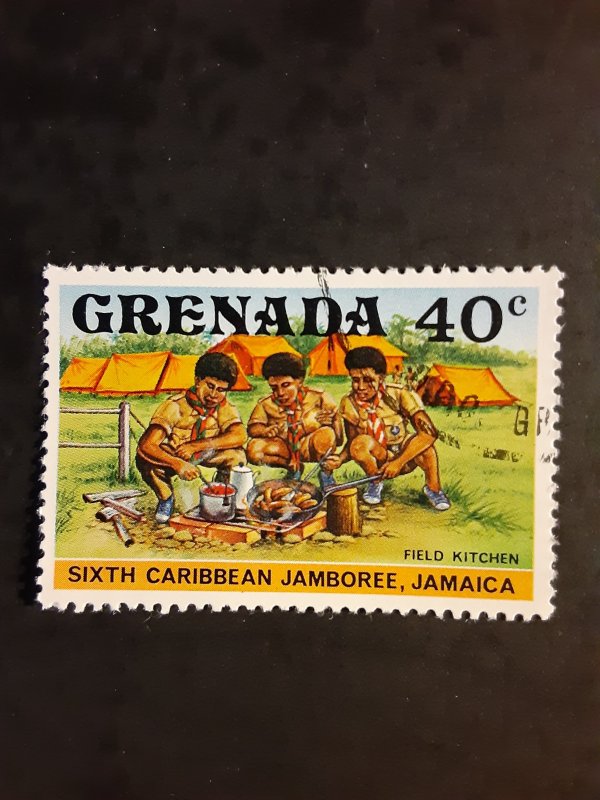 GRENADA 40c
FIELD KITCHEN
SIXTH CARIBBEAN JAMBOREE, JAMAICA